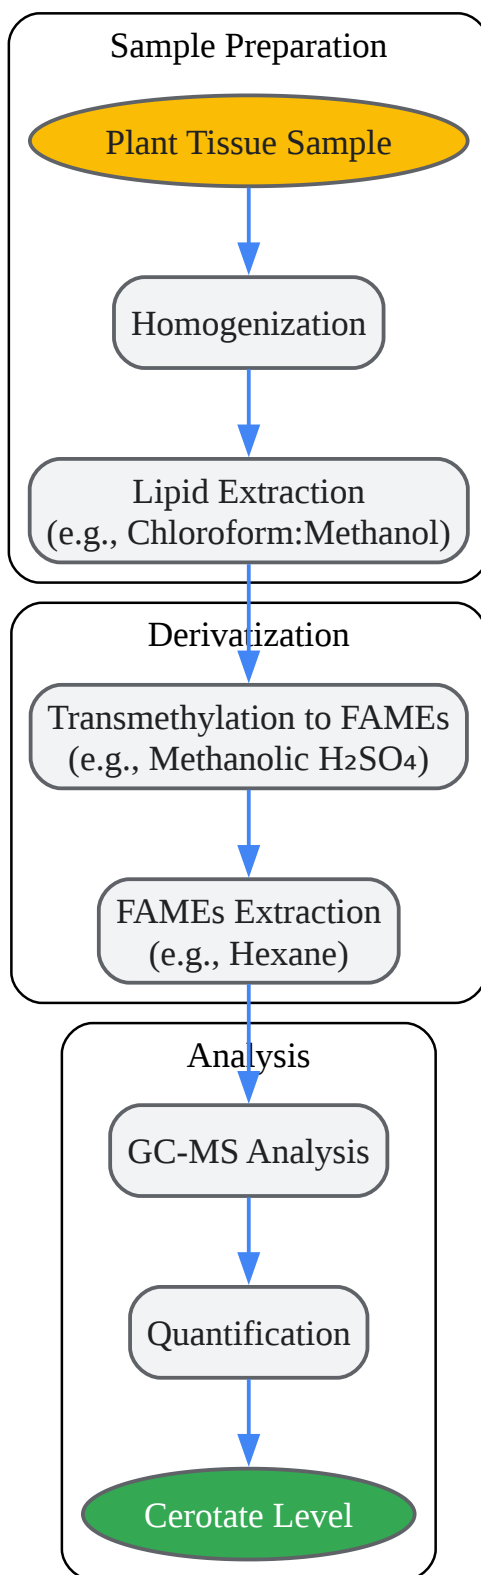 Sample Preparation
Plant Tissue Sample
Homogenization
Lipid Extraction
(e.g., Chloroform:Methanol)
Derivatization
Transmethylation to FAMEs
(e.g., Methanolic H₂SO₄)
FAMEs Extraction
(e.g., Hexane)
Analysis
GC-MS Analysis
Quantification
Cerotate Level